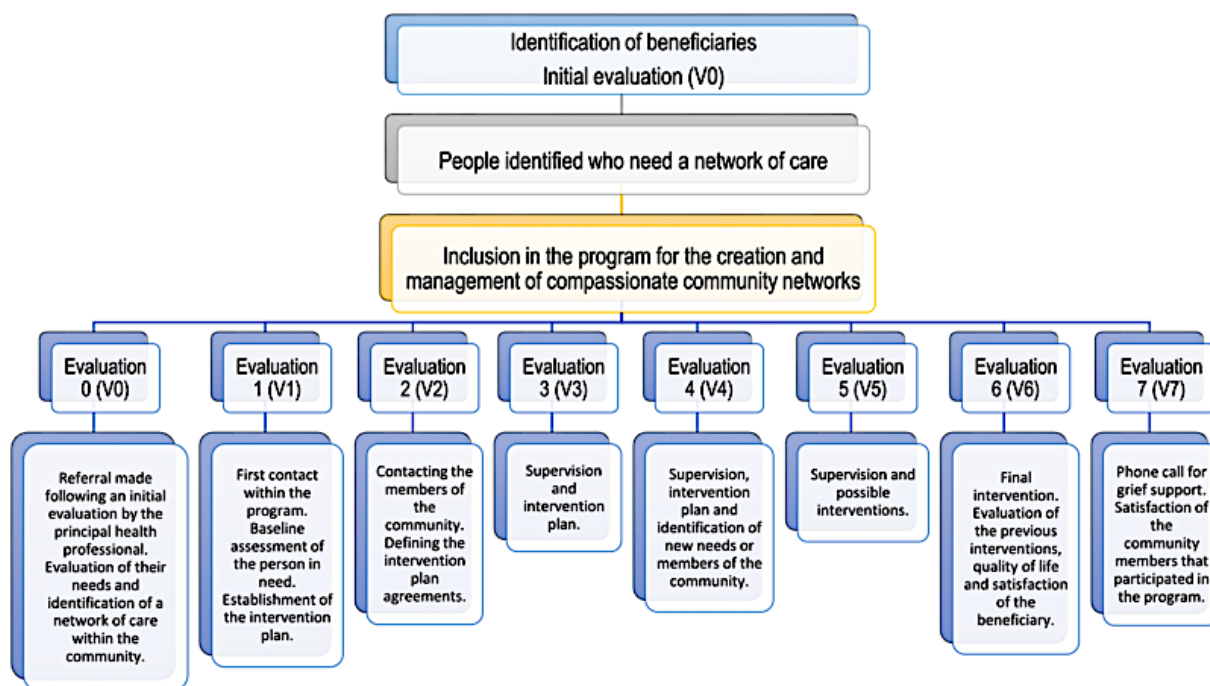 Identification of beneficiaries
Initial evaluation (V0)
People identified who need a network of care
Inclusion in the program for the creation and
management of compassionate community networks
Evaluation
0 (V0)
Evaluation
1 (V1)
Evaluation
2 (V2)
Evaluation
3 (V3)
Evaluation
4 (V4)
Evaluation
5 (V5)
Evaluation
6 (V6)
Evaluation
7 (V7)
Referral made
following an initial
evaluation by the
principal health
professional.
Evaluation of their
needs and
identification of a
network of care
within the
community.
First contact
within the
program.
Baseline
assessment of
the person in
need.
Establishment of
the intervention
plan.
Contacting the
members of
the
community.
Defining the
intervention
plan
agreements.
Supervision
and
intervention
plan.
Supervision,
intervention
plan and
identification of
new needs or
members of the
community.
Supervision and
possible
interventions.
Final
intervention.
Evaluation of
the previous
interventions,
quality of life
and satisfaction
of the
beneficiary.
Phone call for
grief support.
Satisfaction of
the
community
members that
participated in
the program.